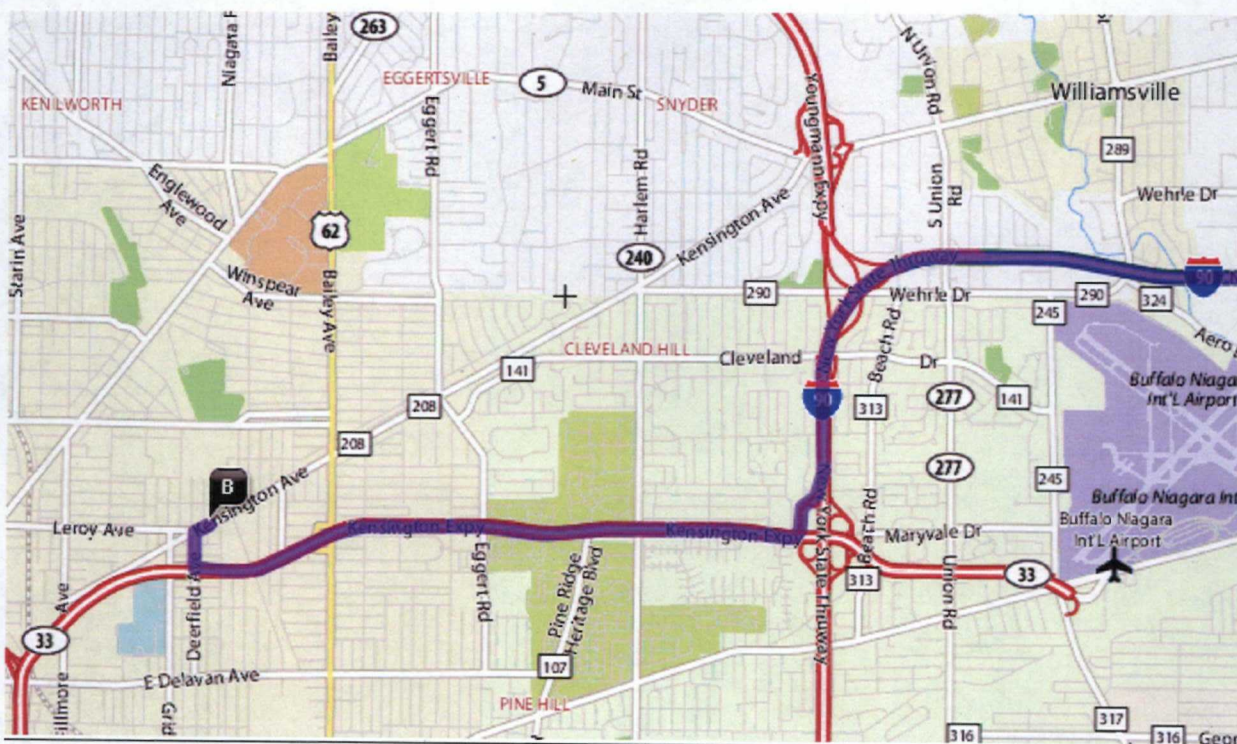 263
Bailey
Niagara F
EGGERTSVILLE
5
Main St
SNYDER
KENILWORTH
Eggert Rd
Youngmann Expy
N Union Rd
Williamsville
289
Englewood
Ave
Harlem Rd
Kensington Ave
S Union
Rd
Wehrle Dr
Starin Ave
62
240
Winspear
Ave
Bailey Ave
New York State Thruway
90
290
Wehrle Dr
290
324
245
Aero
CLEVELAND HILL
Cleveland
Dr
Beach Rd
141
Buffalo Niaga
Int'L Airport
90
277
141
208
313
208
277
245
B
Kensington Ave
Buffalo Niagara Int
Leroy Ave
Kensington Expy
Kensington Expy
New York State Thruway
Beach Rd
Maryvale Dr
Buffalo Niagara
Int'L Airport
Eggert Rd
Pine Ridge
Heritage Blvd
313
33
Union Rd
Deerfield Ave
33
illmore Ave
E Delavan Ave
Grid
107
PINE HILL
317
316
316
Geor